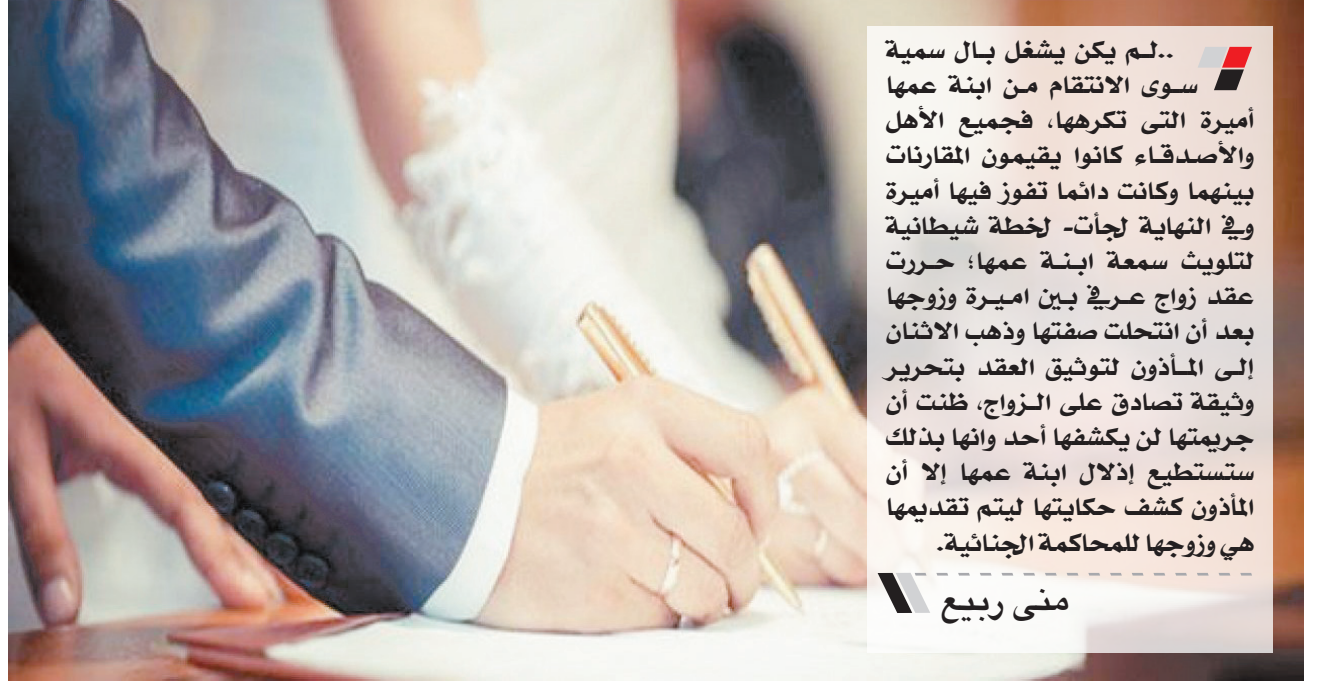 ..لم يكن يشغل بال سمية
سوى الانتقام من ابنة عمها
أميرة التى تكرهها، فجميع الأهل
والأصدقاء كانوا يقيمون المقارنات
بينهما وكانت دائما تفوز فيها أميرة
وفي النهاية لجأت- لخطة شيطانية
لتلويث سمعة ابنة عمها؛ حررت
عقد زواج عرفي بين اميرة وزوجها
بعد أن انتحلت صفتها وذهب الاثنان
إلى المأذون لتوثيق العقد بتحرير
وثيقة تصادق على الزواج، ظنت أن
جريمتها لن يكشفها أحد وانها بذلك
ستستطيع إذلال ابنة عمها إلا أن
المأذون كشف حكايتها ليتم تقديمها
هي وزوجها للمحاكمة الجنائية.
منى ربيع